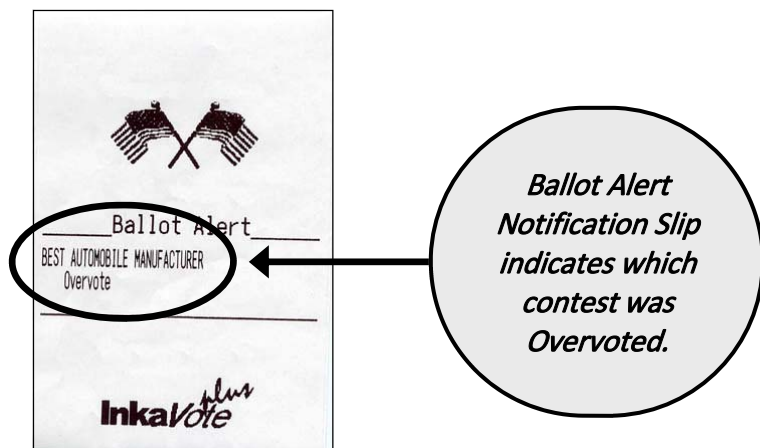 Ballot Alert
BEST AUTOMOBILE MANUFACTURER
Overvote
InkaVote plus
Ballot Alert
Notification Slip
indicates which
contest was
Overvoted.